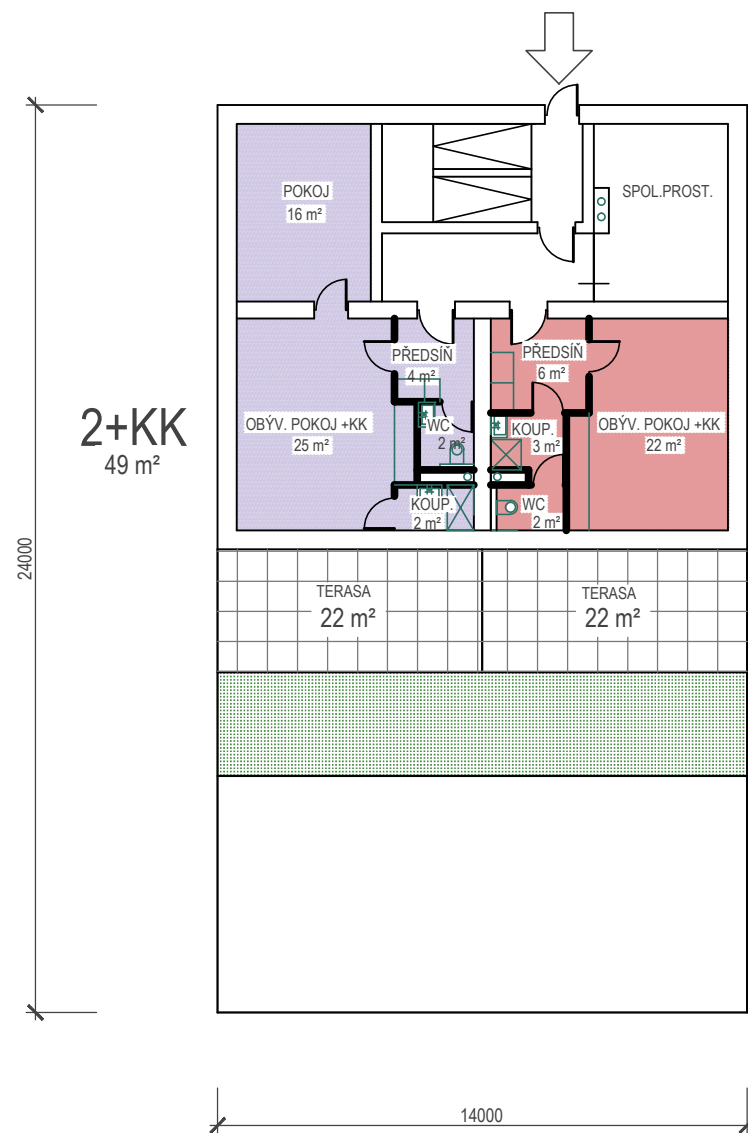 POKOJ
16 m²
SPOL.PROST.
PŘEDSÍŇ
4 m²
PŘEDSÍŇ
6 m²
2+KK
49 m²
OBÝV. POKOJ +KK
25 m²
WC
2 m²
KOUP.
3 m²
OBÝV. POKOJ +KK
22 m²
KOUP.
2 m²
WC
2 m²
24000
TERASA
22 m²
TERASA
22 m²
14000